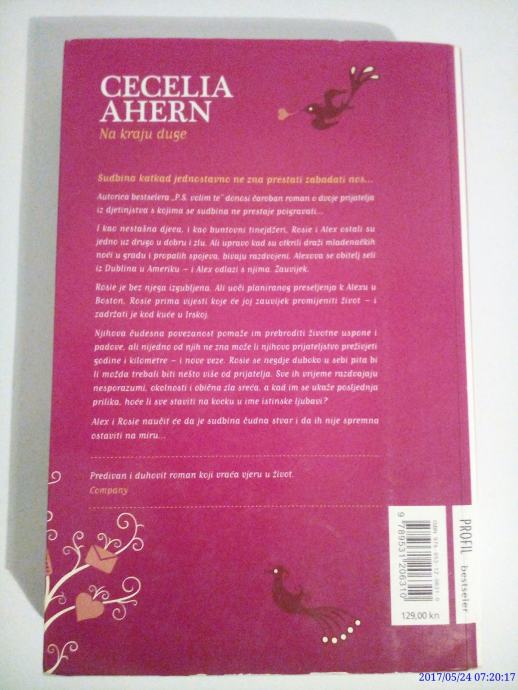 CECELIA
AHERN
Na kraju duge
Sudbina katkad jednostavno ne zna prestati zabadati nos...
Autorica bestselera „P.S. volim te" donosi čaroban roman o dvoje prijatelja
iz djetinjstva s kojima se sudbina ne prestaje poigravati...
I kao nestašna djeca, i kao buntovni tinejdžeri, Rosie i Alex ostali su
jedno uz drugo u dobru i zlu. Ali upravo kad su otkrili draži mladenačkih
noći u gradu i propalih spojeva, bivaju razdvojeni. Alexova se obitelj seli
iz Dublina u Ameriku – i Alex odlazi s njima. Zauvijek.
Rosie je bez njega izgubljena. Ali uoči planiranog preseljenja k Alexu u
Boston, Rosie prima vijesti koje će joj zauvijek promijeniti život – i
zadržati je kod kuće u Irskoj.
Njihova čudesna povezanost pomaže im prebroditi životne uspone i
padove, ali nijedno od njih ne zna može li njihovo prijateljstvo preživjeti
godine i kilometre – i nove veze. Rosie se negdje duboko u sebi pita bi
li možda trebali biti nešto više od prijatelja. Sve ih vrijeme razdvajaju
nesporazumi, okolnosti i obična zla sreća, a kad im se ukaže posljednja
prilika, hoće li sve staviti na kocku u ime istinske ljubavi?
Alex i Rosie naučit će da je sudbina čudna stvar i da ih nije spremna
ostaviti na miru...
Predivan i duhovit roman koji vraća vjeru u život.
Company
ISBN 978-953-12-0631-0
9 789531 206310
129,00 kn
PROFIL bestseler
2017/05/24 07:20:17